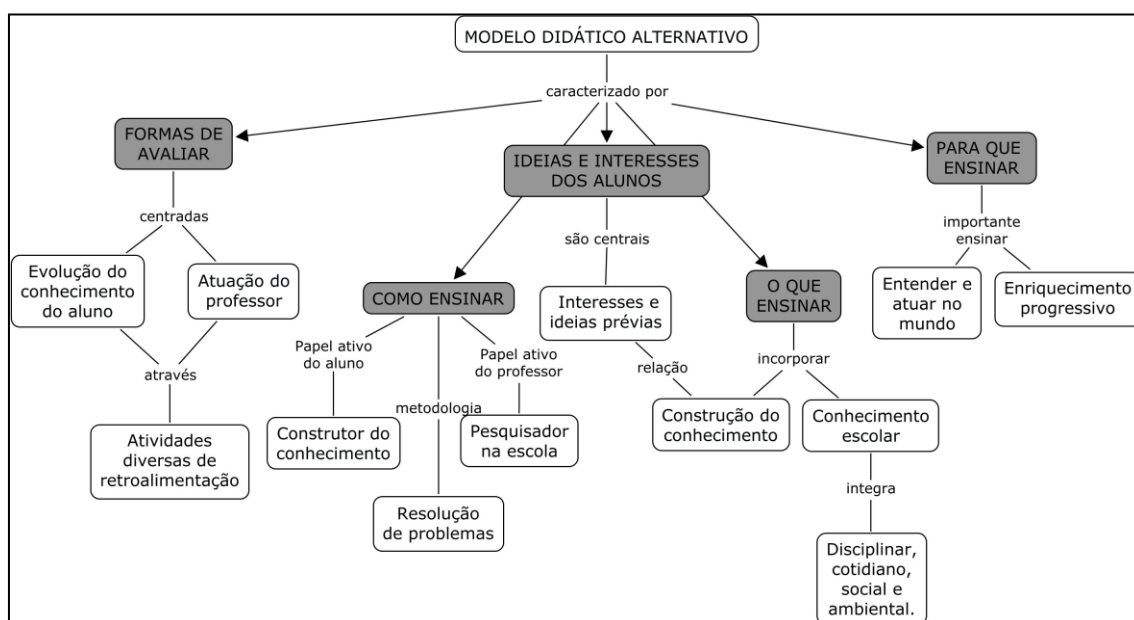 MODELO DIDÁTICO ALTERNATIVO
caracterizado por
FORMAS DE
AVALIAR
centradas
Evolução do
conhecimento
do aluno
Atuação do
professor
através
Atividades
diversas de
retroalimentação
IDEIAS E INTERESSES
DOS ALUNOS
são centrais
Interesses e
ideias prévias
relação
COMO ENSINAR
Papel ativo
do aluno
Construtor do
conhecimento
metodologia
Resolução
de problemas
Papel ativo
do professor
Pesquisador
na escola
O QUE
ENSINAR
incorporar
Construção do
conhecimento
Conhecimento
escolar
integra
Disciplinar,
cotidiano,
social e
ambiental.
PARA QUE
ENSINAR
importante
ensinar
Entender e
atuar no
mundo
Enriquecimento
progressivo